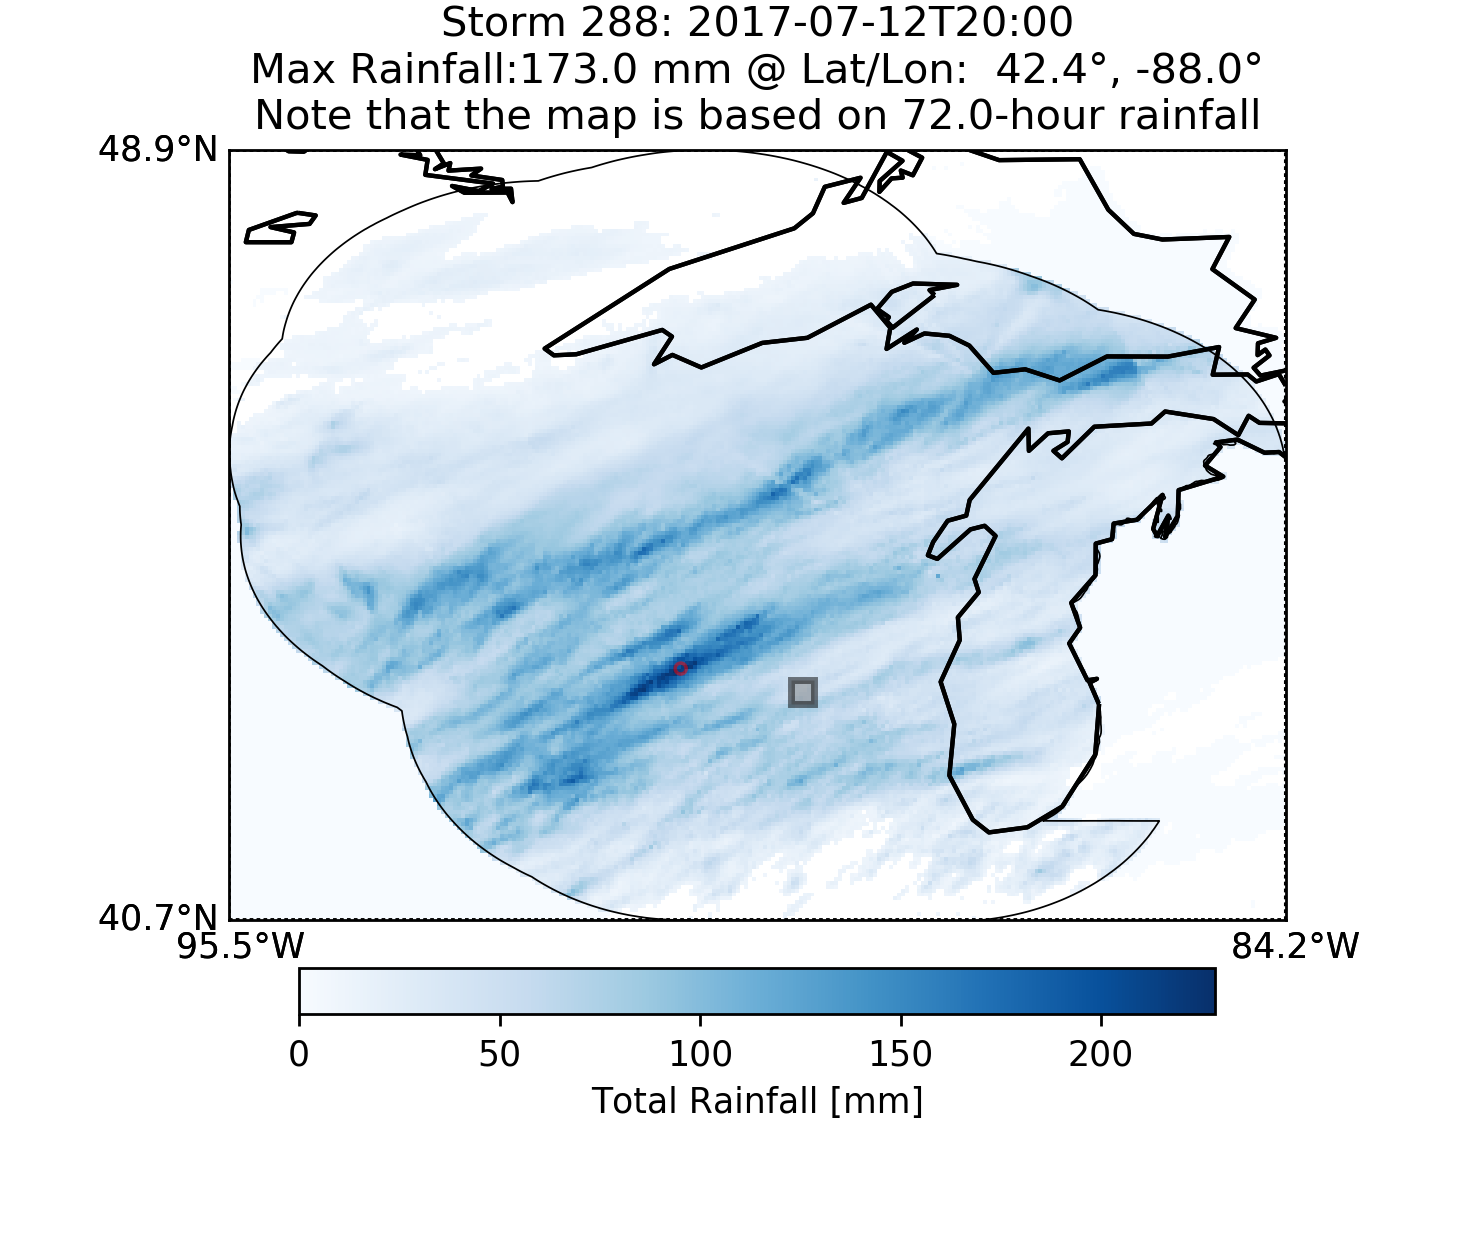 Storm 288: 2017-07-12T20:00
Max Rainfall:173.0 mm @ Lat/Lon:  42.4°, -88.0°
Note that the map is based on 72.0-hour rainfall
48.9°N
40.7°N
95.5°W 84.2°W
0 50 100 150 200
Total Rainfall [mm]